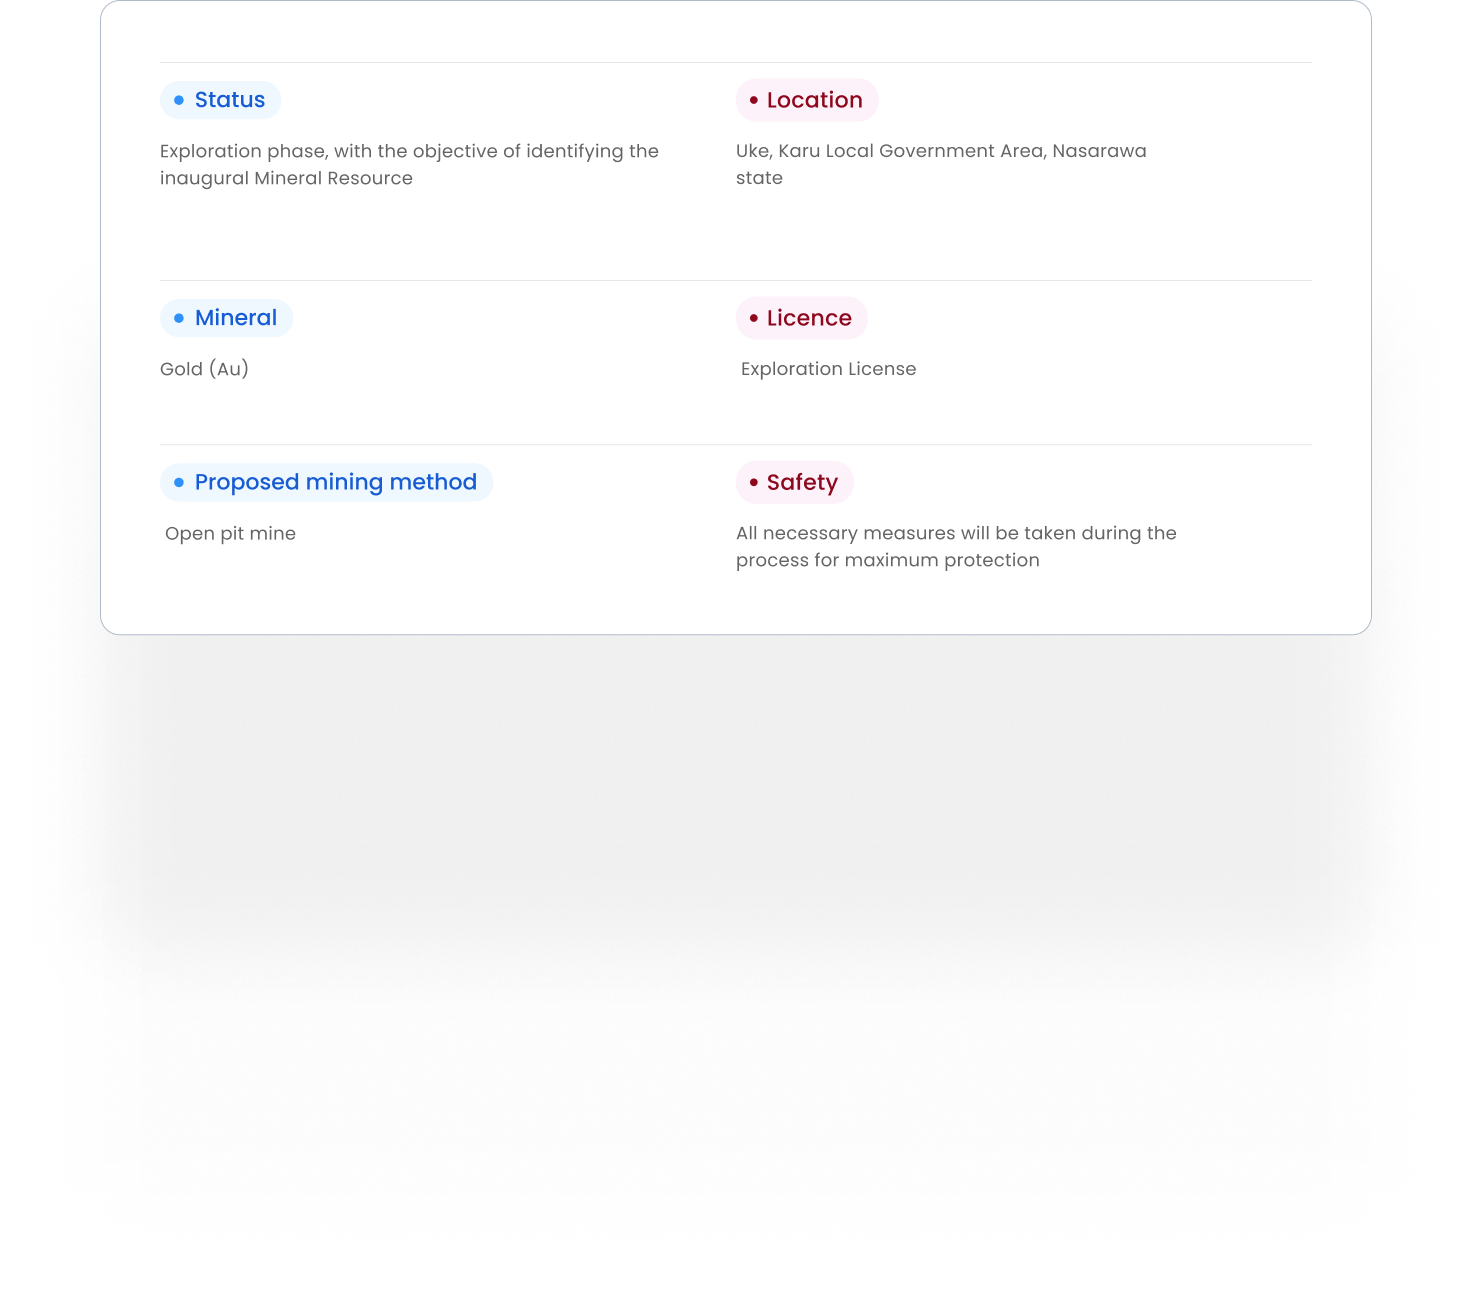 Status
Exploration phase, with the objective of identifying the
inaugural Mineral Resource
Location
Uke, Karu Local Government Area, Nasarawa
state
Mineral
Gold (Au)
Licence
Exploration License
Proposed mining method
Open pit mine
Safety
All necessary measures will be taken during the
process for maximum protection